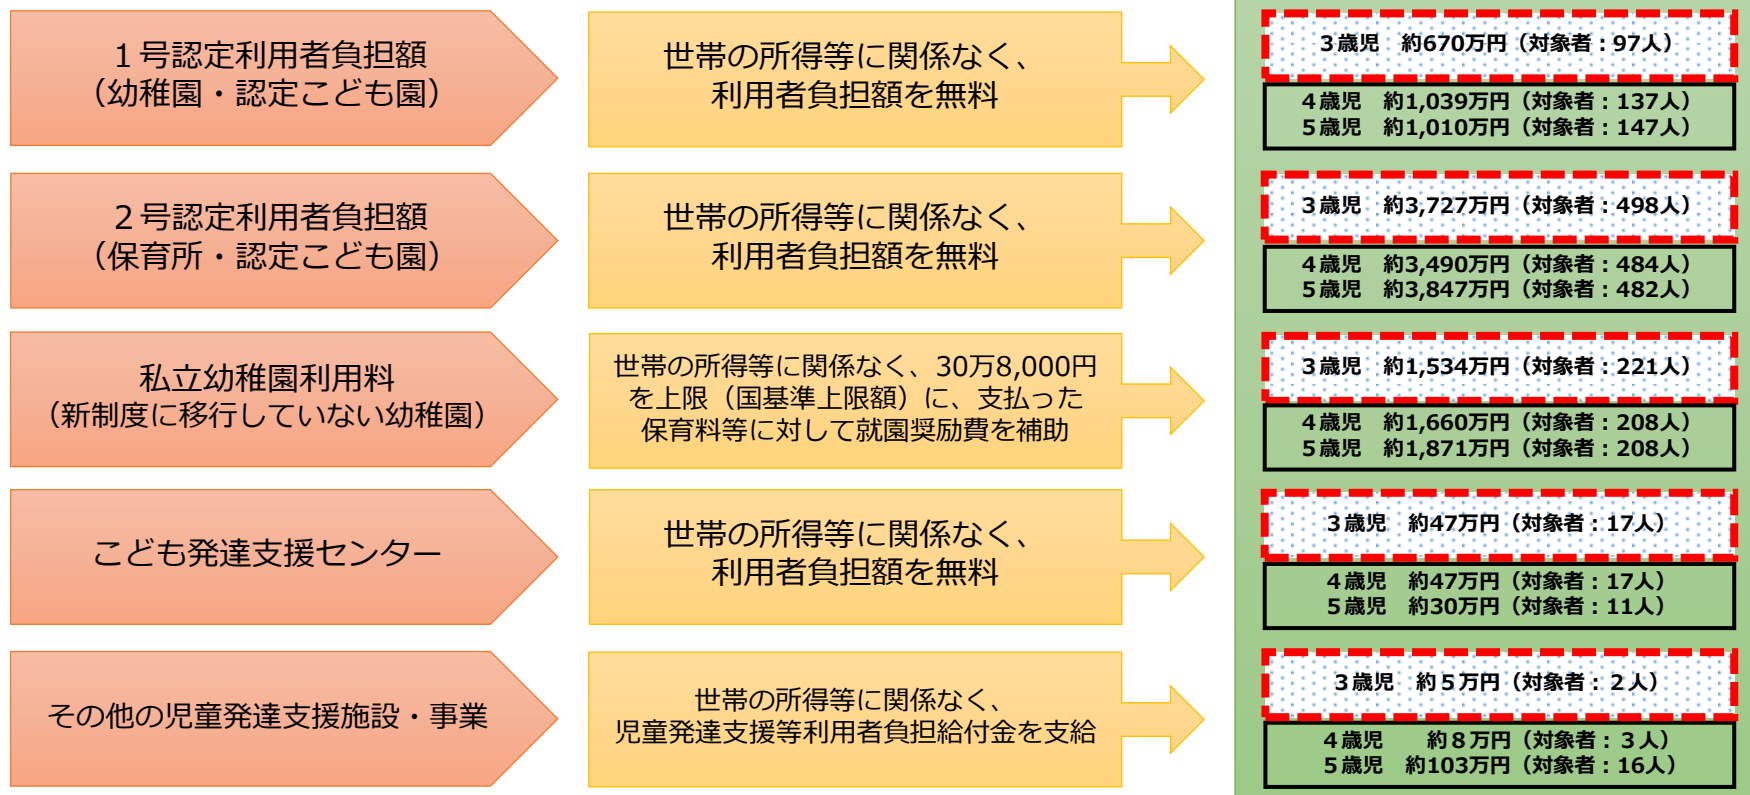 １号認定利用者負担額
（幼稚園・認定こども園）
世帯の所得等に関係なく、
利用者負担額を無料
３歳児　約670万円（対象者：97人）
４歳児　約1,039万円（対象者：137人）
５歳児　約1,010万円（対象者：147人）
２号認定利用者負担額
（保育所・認定こども園）
世帯の所得等に関係なく、
利用者負担額を無料
３歳児　約3,727万円（対象者：498人）
４歳児　約3,490万円（対象者：484人）
５歳児　約3,847万円（対象者：482人）
私立幼稚園利用料
（新制度に移行していない幼稚園）
世帯の所得等に関係なく、30万8,000円
を上限（国基準上限額）に、支払った
保育料等に対して就園奨励費を補助
３歳児　約1,534万円（対象者：221人）
４歳児　約1,660万円（対象者：208人）
５歳児　約1,871万円（対象者：208人）
こども発達支援センター
世帯の所得等に関係なく、
利用者負担額を無料
３歳児　約47万円（対象者：17人）
４歳児　約47万円（対象者：17人）
５歳児　約30万円（対象者：11人）
その他の児童発達支援施設・事業
世帯の所得等に関係なく、
児童発達支援等利用者負担給付金を支給
３歳児　約５万円（対象者：２人）
４歳児　　約８万円（対象者：３人）
５歳児　約103万円（対象者：16人）